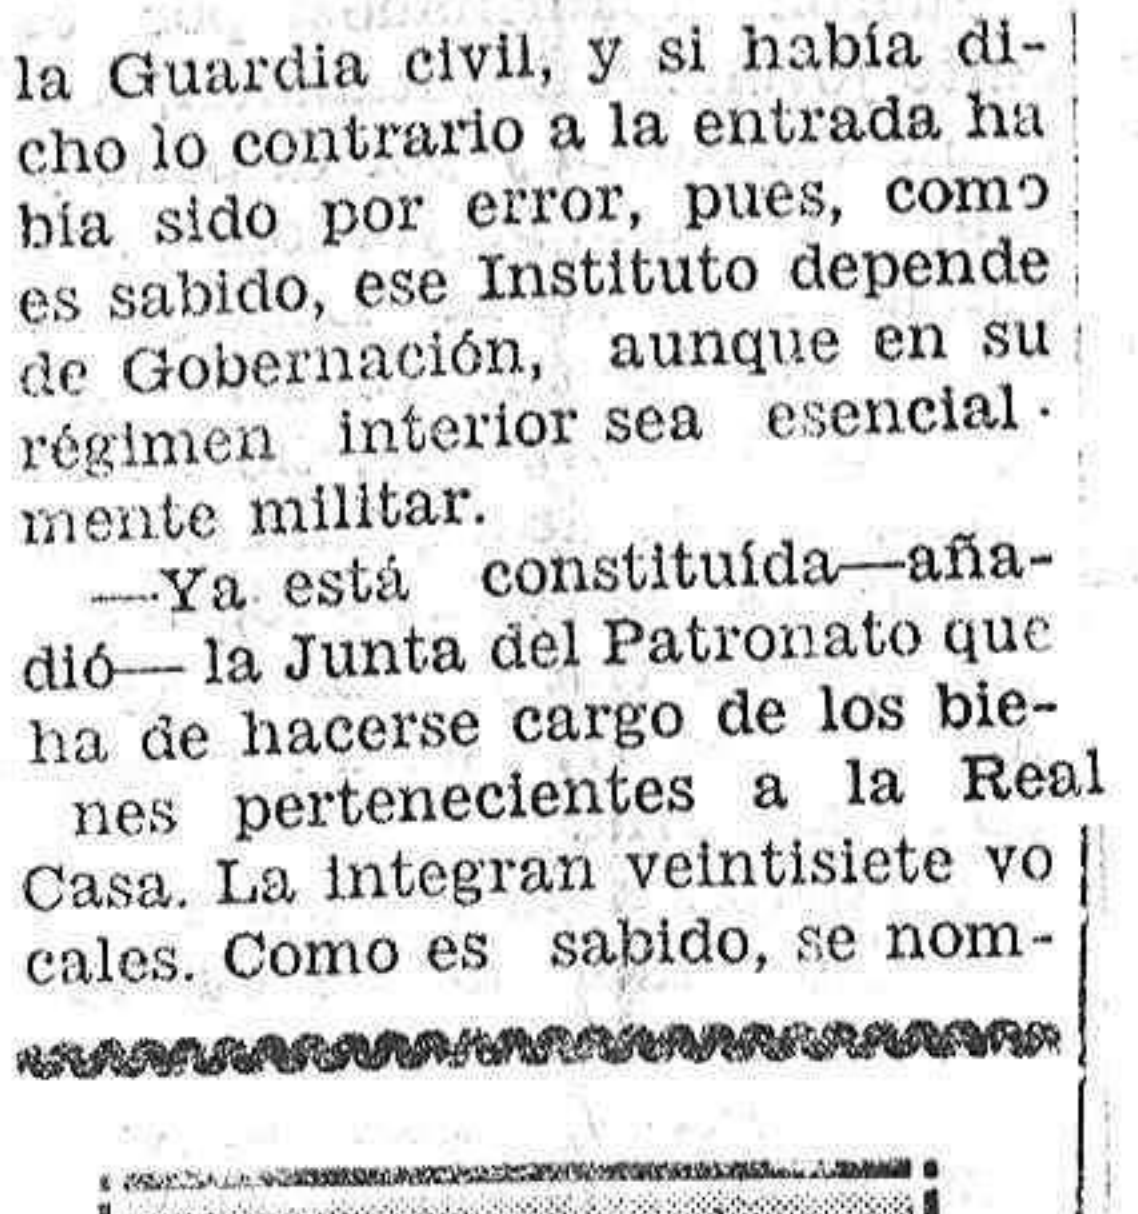 la Guardia civil, y si había di-
cho lo contrario a la entrada ha
bía sido por error, pues, como
es sabido, ese Instituto depende
de Gobernación, aunque en su
régimen interior sea esencial-
mente militar.
—Ya está constituída—aña-
dió— la Junta del Patronato que
ha de hacerse cargo de los bie-
nes pertenecientes a la Real
Casa. La integran veintisiete vo
cales. Como es sabido, se nom-